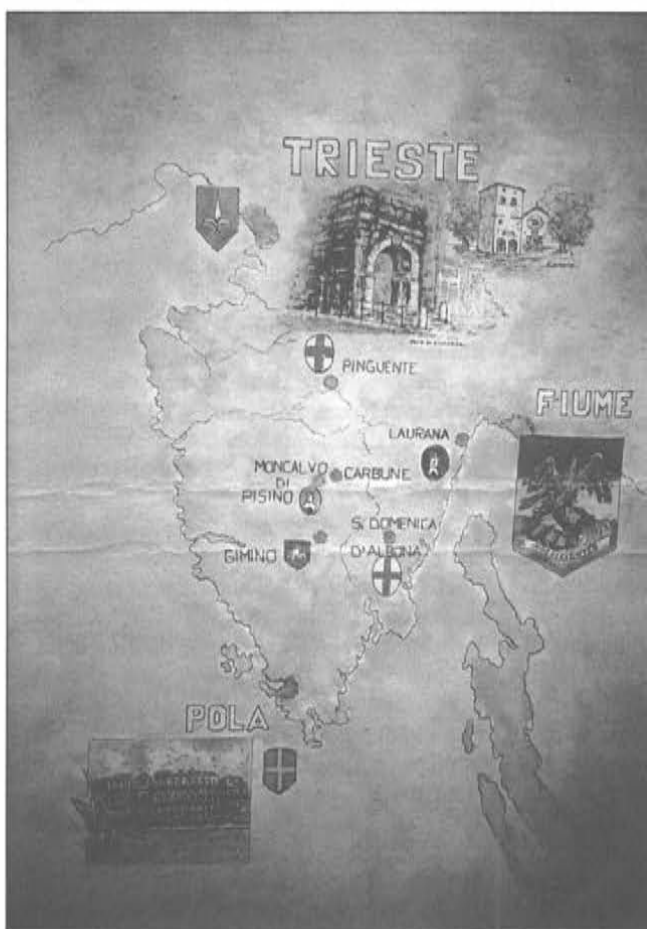 TRIESTE
PINGUENTE
FIUME
LAURANA
MONCALVO
DI
PISINO
CARBUNE
S. DOMENICA
D'ALBONA
GIMINO
POLA